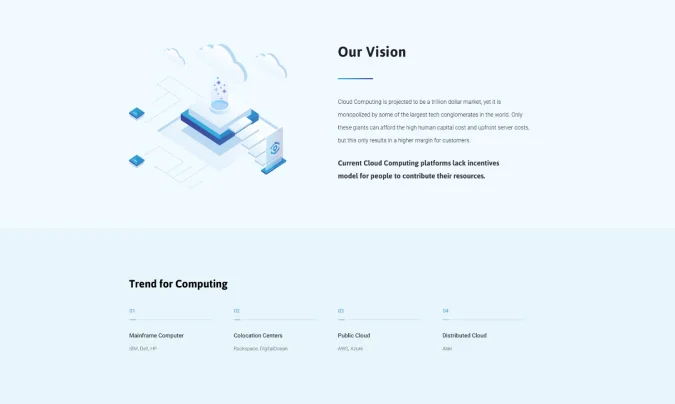 Our Vision
Cloud Computing is projected to be a trillion dollar market, yet it is
monopolized by some of the largest tech conglomerates in the world. Only
these giants can afford the high human capital cost and upfront server costs,
but this only results in a higher margin for customers.
Current Cloud Computing platforms lack incentives
model for people to contribute their resources.
Trend for Computing
01 02 03 04
Mainframe Computer Colocation Centers Public Cloud Distributed Cloud
IBM, Dell, HP Rackspace, DigitalOcean AWS, Azure